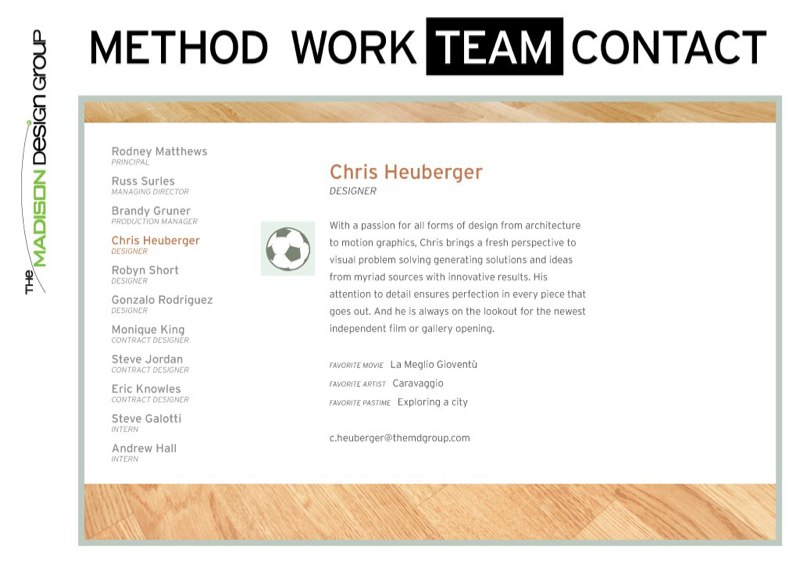 THE MADISON DESIGN GROUP
METHOD WORK TEAM CONTACT
Rodney Matthews
PRINCIPAL
Russ Surles
MANAGING DIRECTOR
Brandy Gruner
PRODUCTION MANAGER
Chris Heuberger
DESIGNER
Robyn Short
DESIGNER
Gonzalo Rodriguez
DESIGNER
Monique King
CONTRACT DESIGNER
Steve Jordan
CONTRACT DESIGNER
Eric Knowles
CONTRACT DESIGNER
Steve Galotti
INTERN
Andrew Hall
INTERN
Chris Heuberger
DESIGNER
With a passion for all forms of design from architecture
to motion graphics, Chris brings a fresh perspective to
visual problem solving generating solutions and ideas
from myriad sources with innovative results. His
attention to detail ensures perfection in every piece that
goes out. And he is always on the lookout for the newest
independent film or gallery opening.
FAVORITE MOVIE La Meglio Gioventù
FAVORITE ARTIST Caravaggio
FAVORITE PASTIME Exploring a city
c.heuberger@themdgroup.com